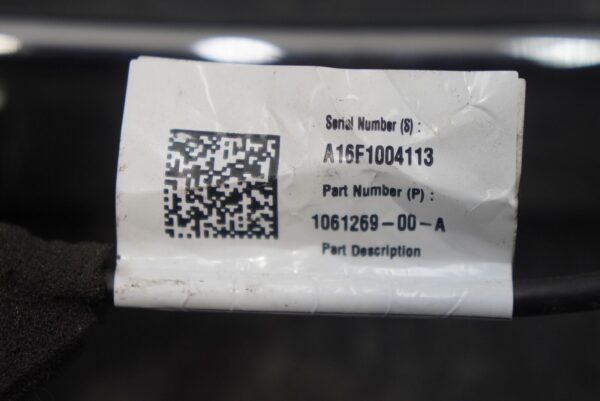 Serial Number (S) :
A16F1004113
Part Number (P) :
1061269-00-A
Part Description